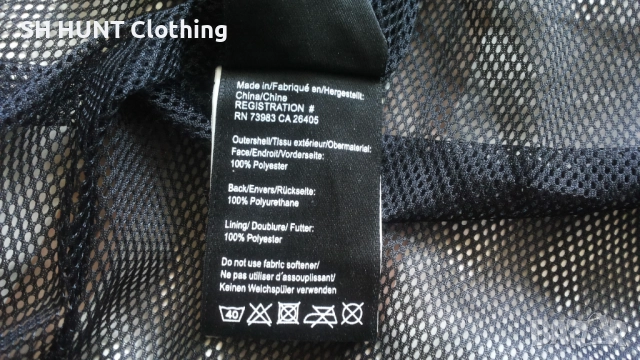 SH HUNT Clothing
Made in/Fabriqué en/Hergestellt:
China/Chine
REGISTRATION #
RN 73983 CA 26405
Outershell/Tissu extérieur/Obermaterial:
Face/Endroit/Vorderseite:
100% Polyester
Back/Envers/Rückseite:
100% Polyurethane
Lining/ Doublure/ Futter:
100% Polyester
Do not use fabric softener/
Ne pas utiliser d'assouplissant/
Keinen Weichspüler verwenden
40